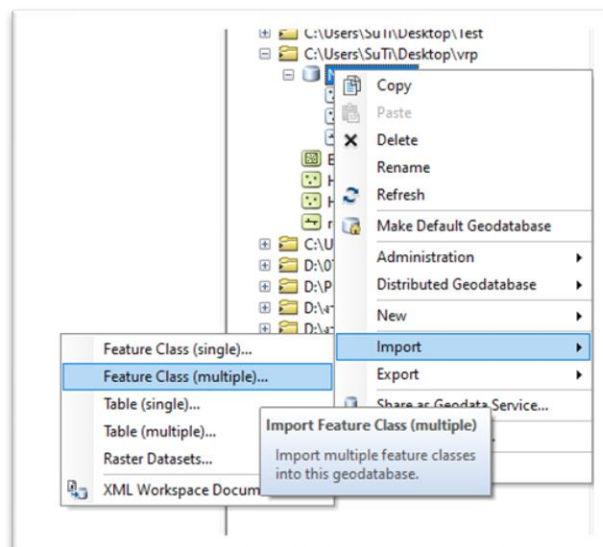 C:\Users\SuTi\Desktop\Test
C:\Users\SuTi\Desktop\vrp
Copy
Paste
Delete
Rename
Refresh
Make Default Geodatabase
Administration
Distributed Geodatabase
New
Import
Export
Share as Geodata Service...
C:\U
D:\P
Feature Class (single)...
Feature Class (multiple)...
Table (single)...
Table (multiple)...
Raster Datasets...
XML Workspace Docum
Import Feature Class (multiple)
Import multiple feature classes
into this geodatabase.